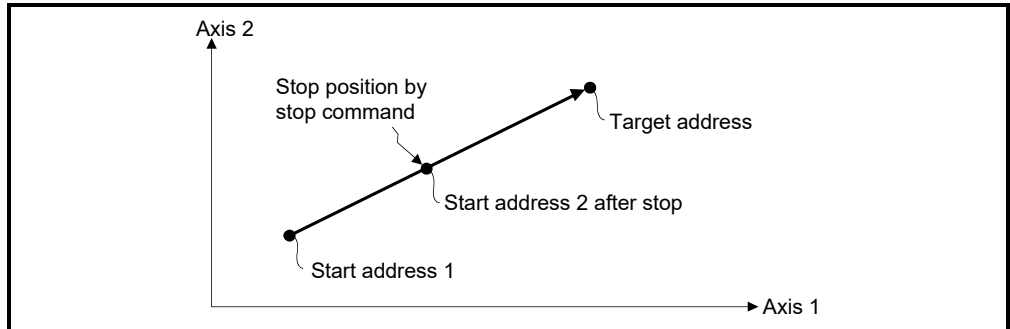 Axis 2
Stop position by
stop command
Target address
Start address 2 after stop
Start address 1
Axis 1